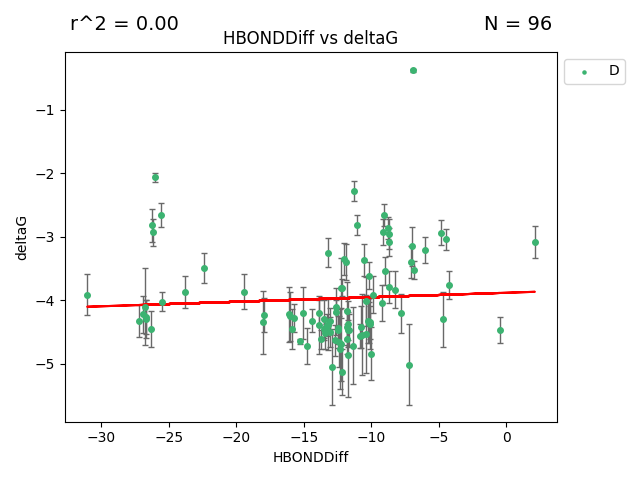 r^2 = 0.00
N = 96
HBONDDiff vs deltaG
D
−1
−2
−3
−4
−5
deltaG
−30
−25
−20
−15
−10
−5
0
HBONDDiff